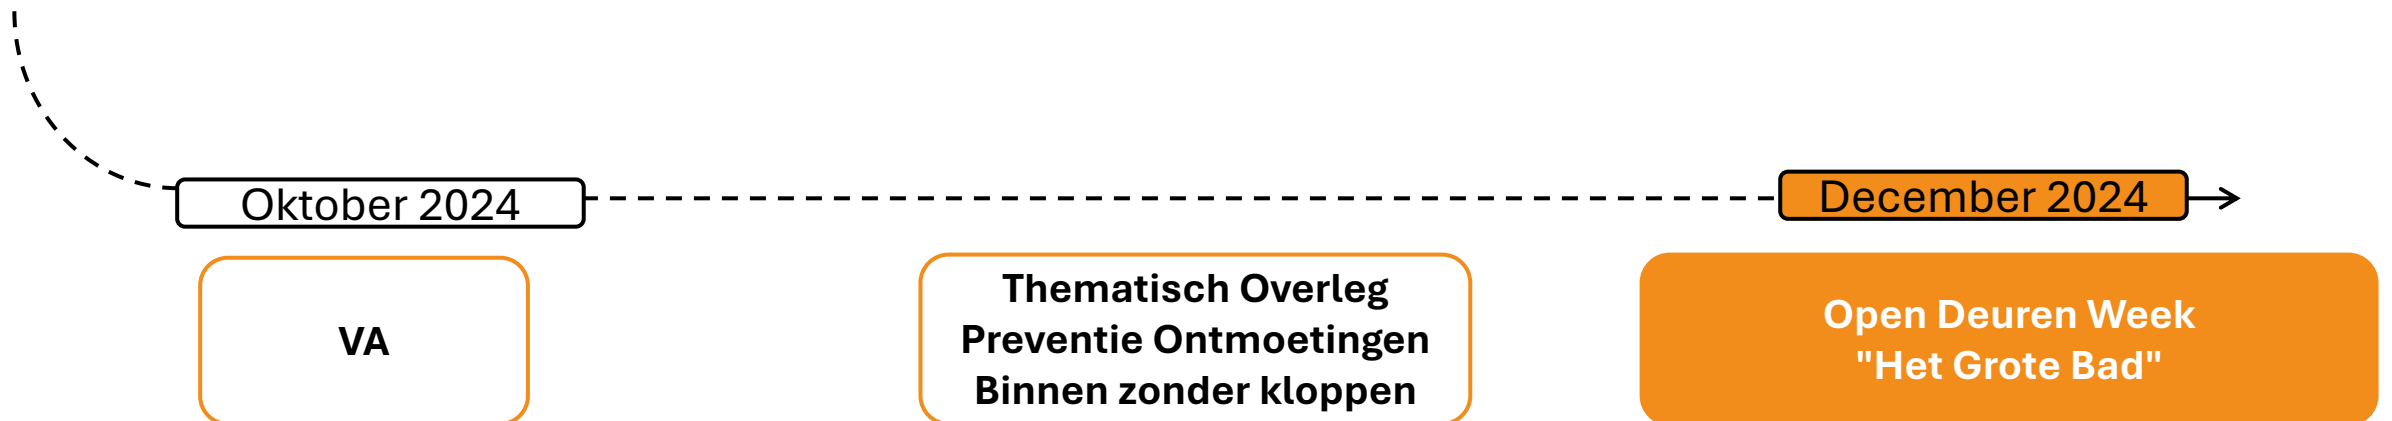 Oktober 2024
December 2024
VA
Thematisch Overleg
Preventie Ontmoetingen
Binnen zonder kloppen
Open Deuren Week
"Het Grote Bad"